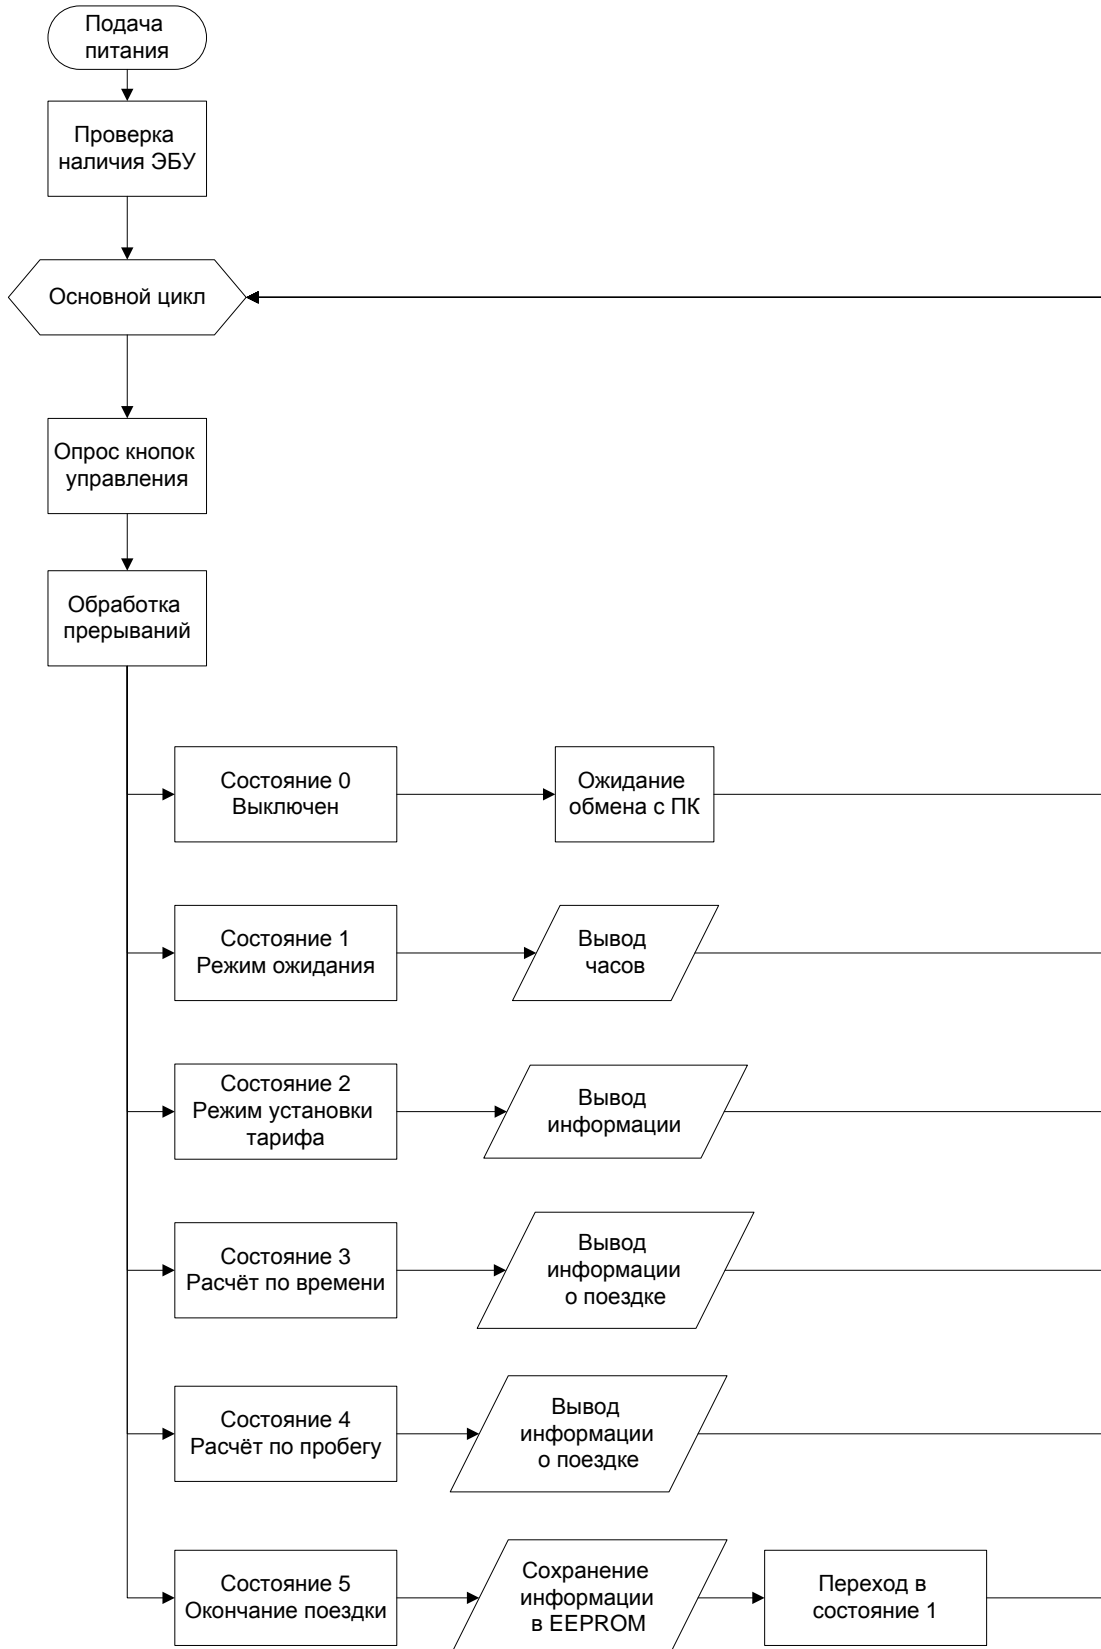 Подача
питания
Проверка
наличия ЭБУ
Основной цикл
Опрос кнопок
управления
Обработка
прерываний
Состояние 0
Выключен
Ожидание
обмена с ПК
Состояние 1
Режим ожидания
Вывод
часов
Состояние 2
Режим установки
тарифа
Вывод
информации
Состояние 3
Расчёт по времени
Вывод
информации
о поездке
Состояние 4
Расчёт по пробегу
Вывод
информации
о поездке
Состояние 5
Окончание поездки
Сохранение
информации
в EEPROM
Переход в
состояние 1